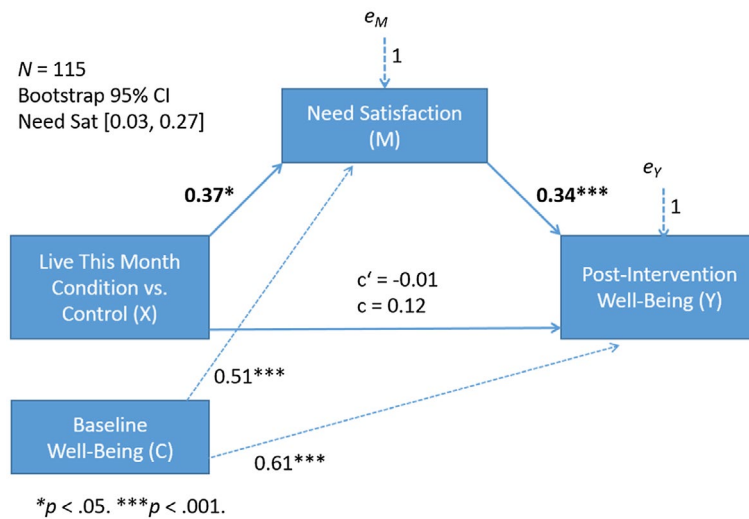 e_M
1
N = 115
Bootstrap 95% CI
Need Sat [0.03, 0.27]
Need Satisfaction
(M)
e_Y
1
0.37*
0.34***
Live This Month
Condition vs.
Control (X)
c‘ = -0.01
c = 0.12
Post-Intervention
Well-Being (Y)
0.51***
Baseline
Well-Being (C)
0.61***
*p < .05. ***p < .001.